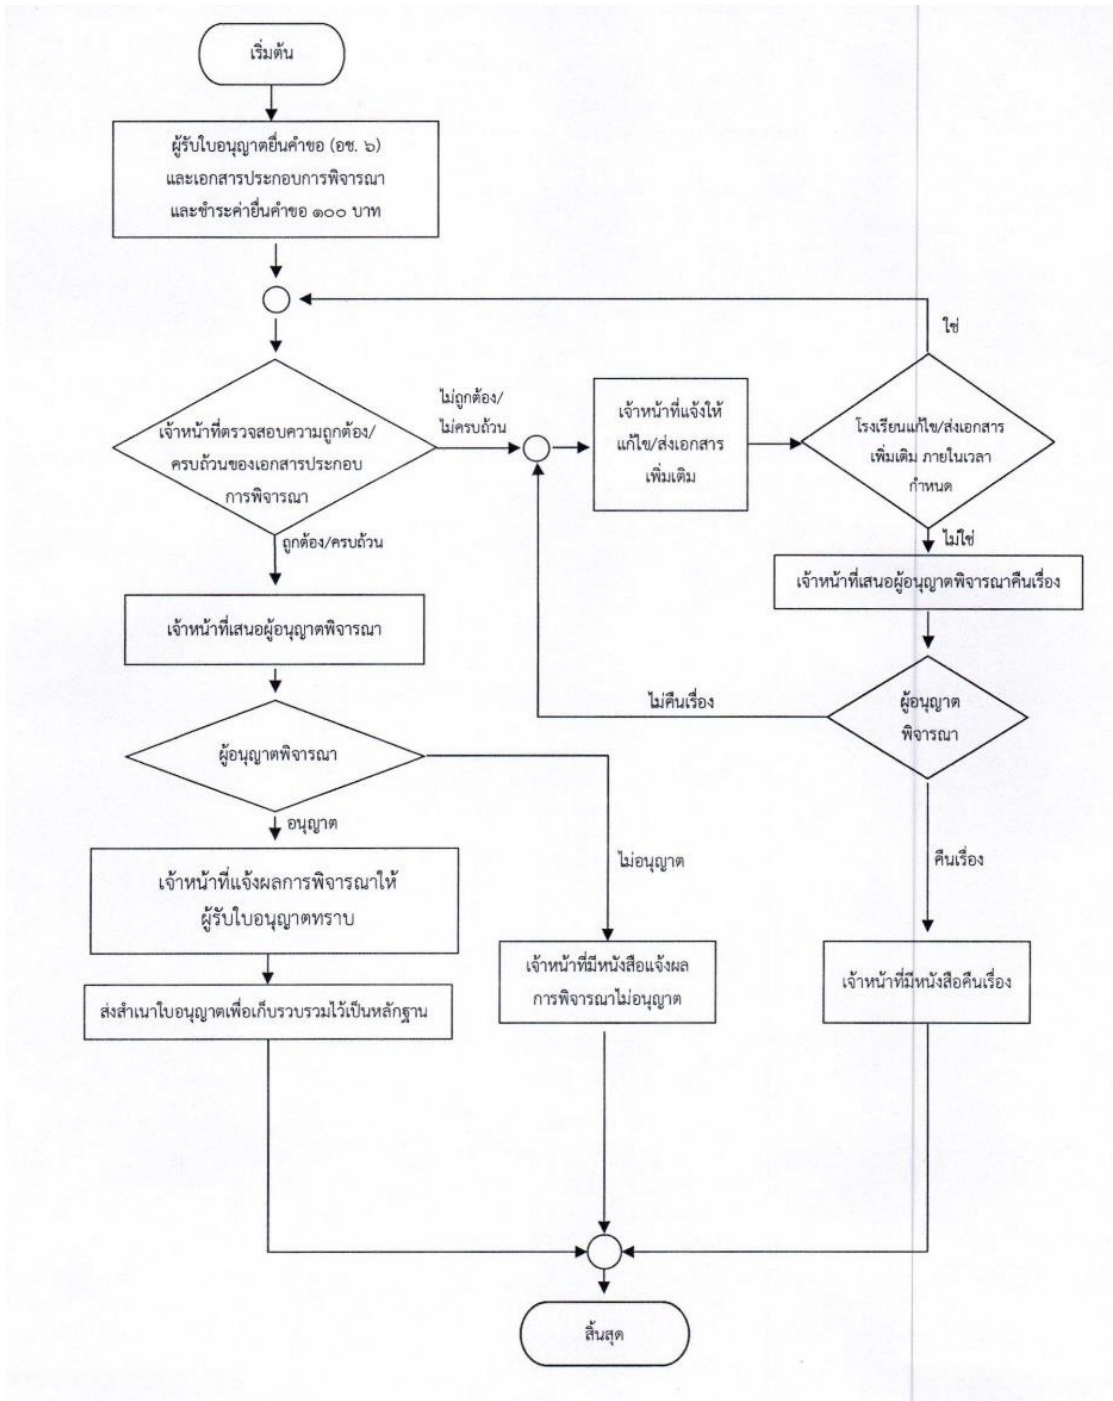 เริ่มต้น
ผู้รับใบอนุญาตยื่นคำขอ (อช. ๖)
และเอกสารประกอบการพิจารณา
และชำระค่ายื่นคำขอ ๑๐๐ บาท
ใช่
ไม่ถูกต้อง/
ไม่ครบถ้วน
เจ้าหน้าที่ตรวจสอบความถูกต้อง/
ครบถ้วนของเอกสารประกอบ
การพิจารณา
เจ้าหน้าที่แจ้งให้
แก้ไข/ส่งเอกสาร
เพิ่มเติม
โรงเรียนแก้ไข/ส่งเอกสาร
เพิ่มเติม ภายในเวลา
กำหนด
ถูกต้อง/ครบถ้วน
ไม่ใช่
เจ้าหน้าที่เสนอผู้อนุญาตพิจารณาคืนเรื่อง
เจ้าหน้าที่เสนอผู้อนุญาตพิจารณา
ไม่คืนเรื่อง
ผู้อนุญาต
พิจารณา
ผู้อนุญาตพิจารณา
อนุญาต
ไม่อนุญาต
คืนเรื่อง
เจ้าหน้าที่แจ้งผลการพิจารณาให้
ผู้รับใบอนุญาตทราบ
เจ้าหน้าที่มีหนังสือแจ้งผล
การพิจารณาไม่อนุญาต
เจ้าหน้าที่มีหนังสือคืนเรื่อง
ส่งสำเนาใบอนุญาตเพื่อเก็บรวบรวมไว้เป็นหลักฐาน
สิ้นสุด